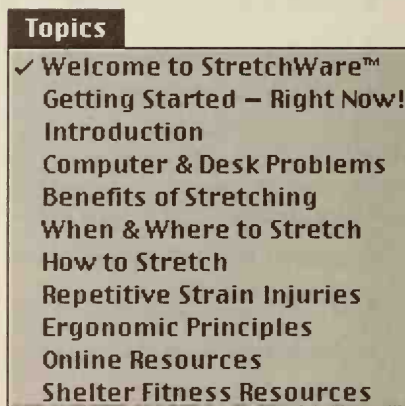 Topics
✓ Welcome to StretchWare™
Getting Started – Right Now!
Introduction
Computer & Desk Problems
Benefits of Stretching
When & Where to Stretch
How to Stretch
Repetitive Strain Injuries
Ergonomic Principles
Online Resources
Shelter Fitness Resources